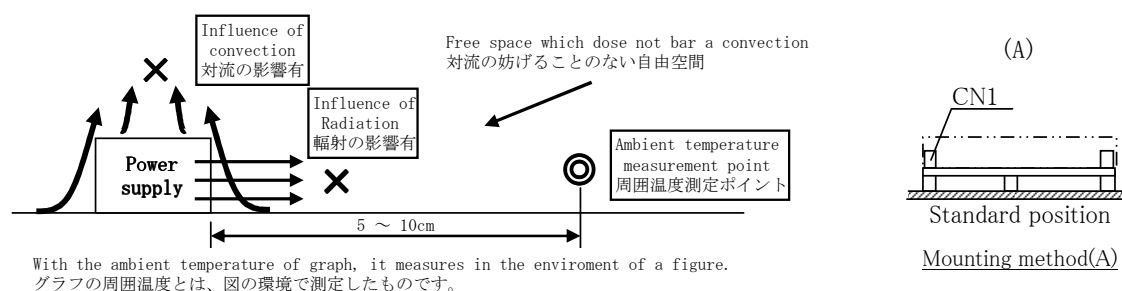 Influence of
convection
対流の影響有
Influence of
Radiation
輻射の影響有
Power
supply
Free space which dose not bar a convection
対流の妨げることのない自由空間
Ambient temperature
measurement point
周囲温度測定ポイント
5 ～ 10cm
With the ambient temperature of graph, it measures in the enviroment of a figure.
グラフの周囲温度とは、図の環境で測定したものです。
(A)
CN1
Standard position
Mounting method(A)